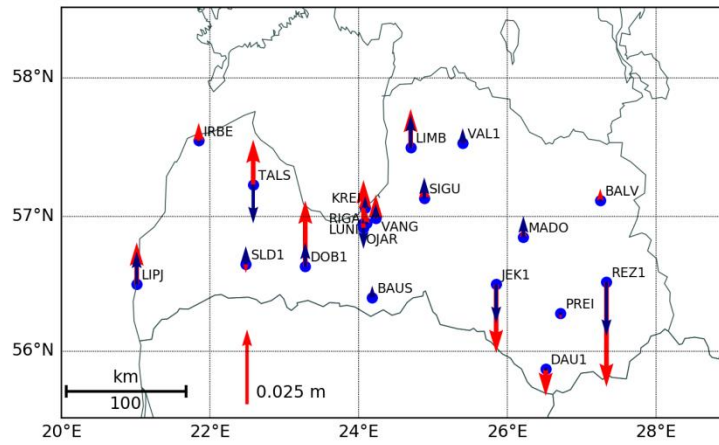 58°N
57°N
56°N
IRBE
TALS
LIMB
VAL1
SIGU
BALV
KRE
RIGA
LUNI
VANG
OJAR
MADO
LIPJ
SLD1
DOB1
BAUS
JEK1
REZ1
PREI
DAU1
km
100
0.025 m
20°E
22°E
24°E
26°E
28°E